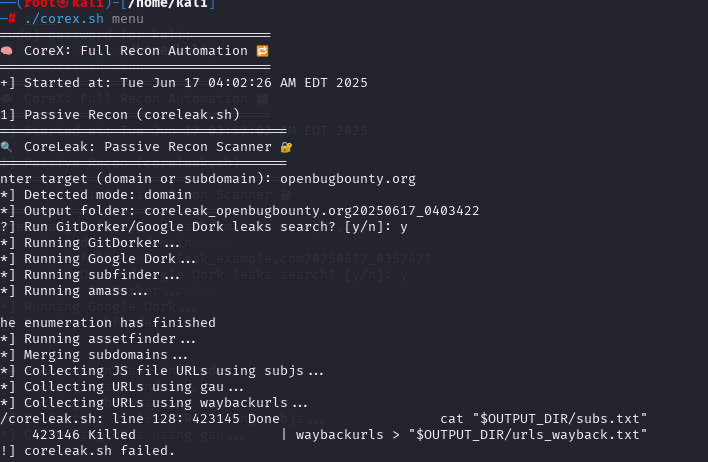 (root㉿kali)-[/home/kali]
# ./corex.sh menu
🧠 CoreX: Full Recon Automation 🔁
+] Started at: Tue Jun 17 04:02:26 AM EDT 2025
1] Passive Recon (coreleak.sh)
🔍 CoreLeak: Passive Recon Scanner 🔐
nter target (domain or subdomain): openbugbounty.org
*] Detected mode: domain
*] Output folder: coreleak_openbugbounty.org20250617_0403422
?] Run GitDorker/Google Dork leaks search? [y/n]: y
*] Running GitDorker...
*] Running Google Dork...
*] Running subfinder...
*] Running amass...
he enumeration has finished
*] Running assetfinder...
*] Merging subdomains...
*] Collecting JS file URLs using subjs...
*] Collecting URLs using gau...
*] Collecting URLs using waybackurls...
/coreleak.sh: line 128: 423145 Done cat "$OUTPUT_DIR/subs.txt"
423146 Killed | waybackurls > "$OUTPUT_DIR/urls_wayback.txt"
!] coreleak.sh failed.